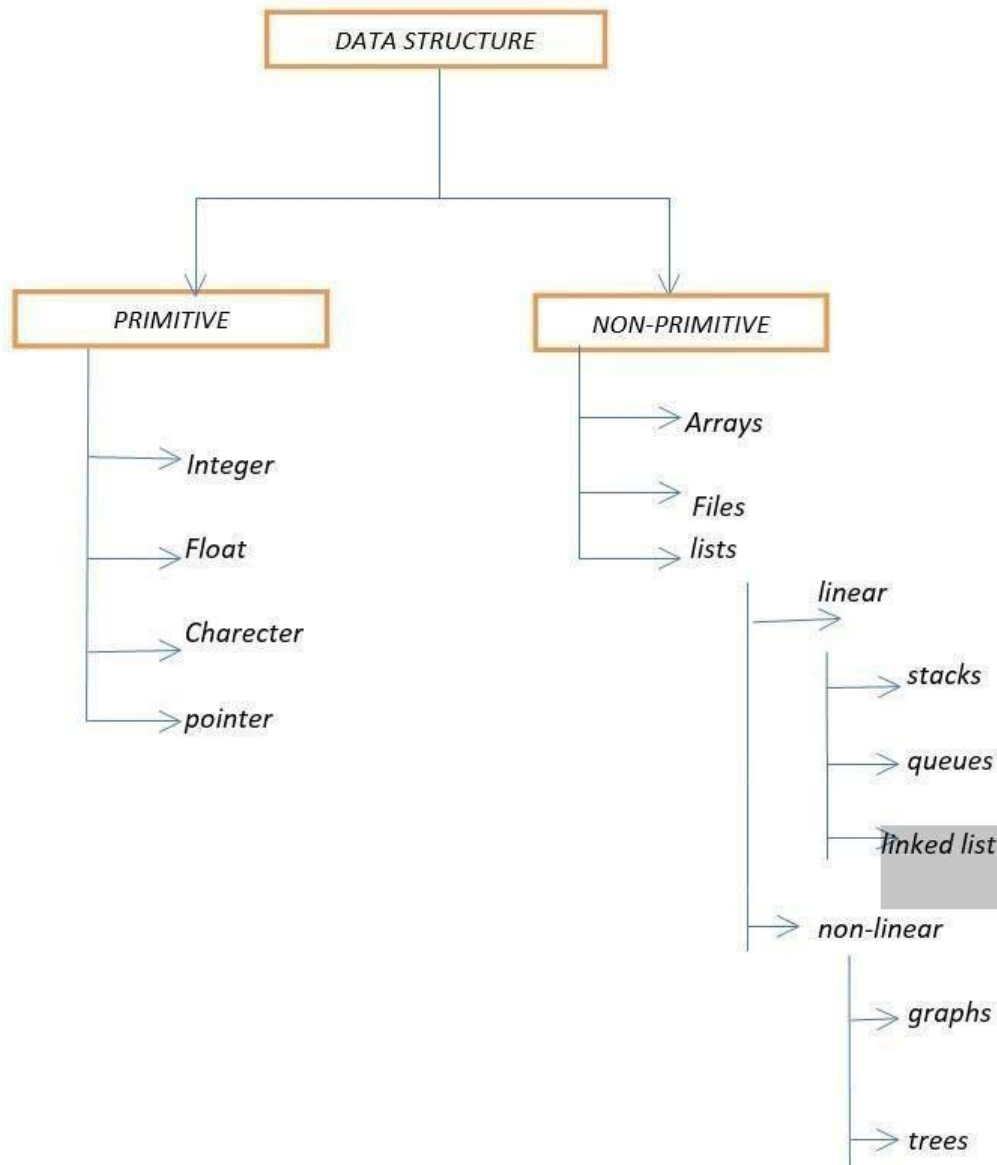 DATA STRUCTURE
PRIMITIVE
Integer
Float
Charecter
pointer
NON-PRIMITIVE
Arrays
Files
lists
linear
stacks
queues
linked list
non-linear
graphs
trees